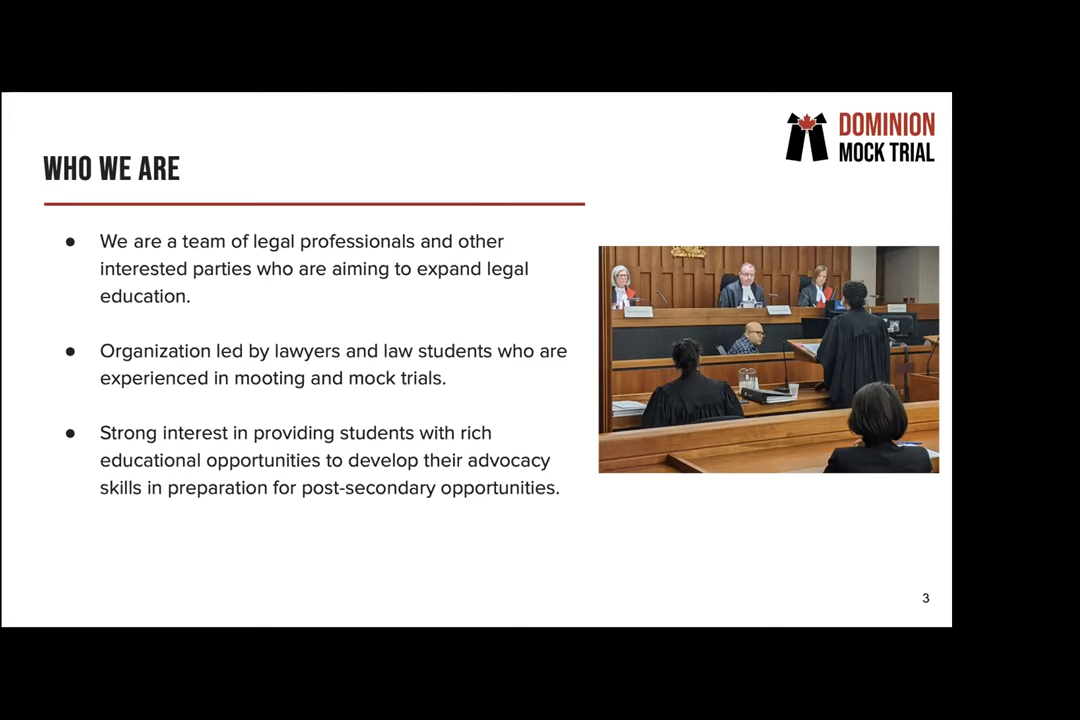 DOMINION
MOCK TRIAL
WHO WE ARE
● We are a team of legal professionals and other
interested parties who are aiming to expand legal
education.
● Organization led by lawyers and law students who are
experienced in mooting and mock trials.
● Strong interest in providing students with rich
educational opportunities to develop their advocacy
skills in preparation for post-secondary opportunities.
3